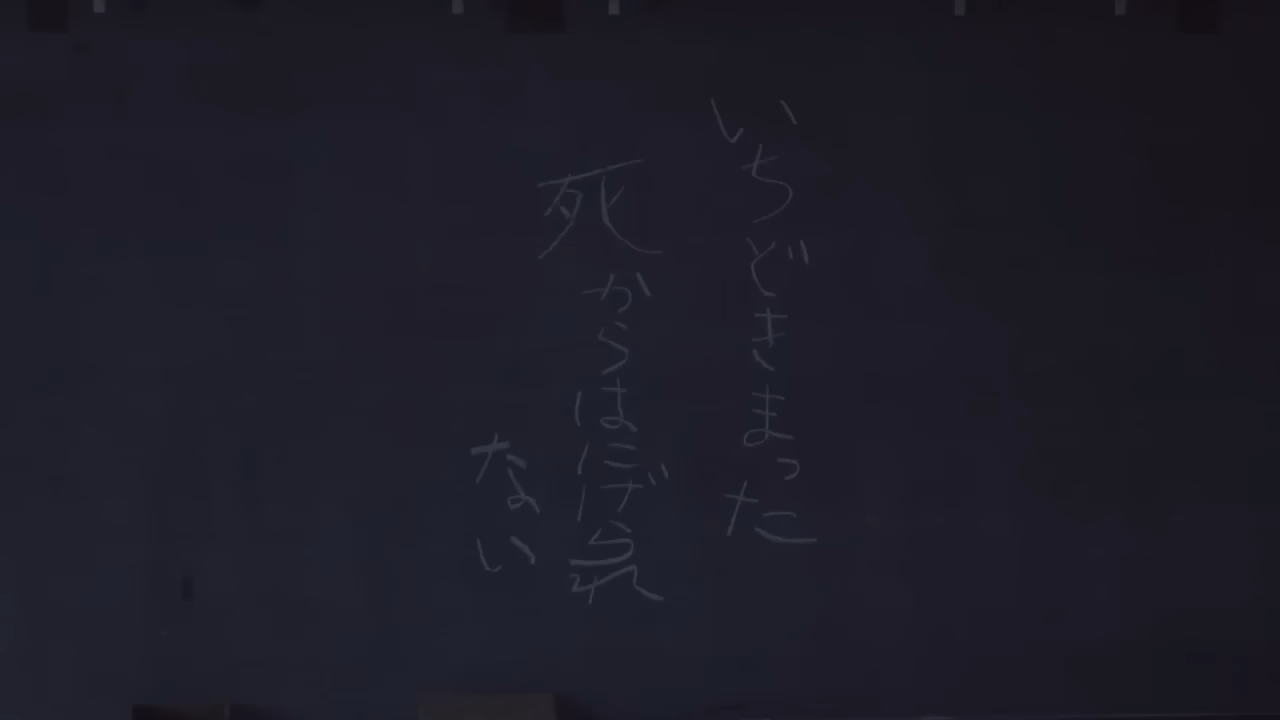 いちどきまった
死からはにげられ
ない